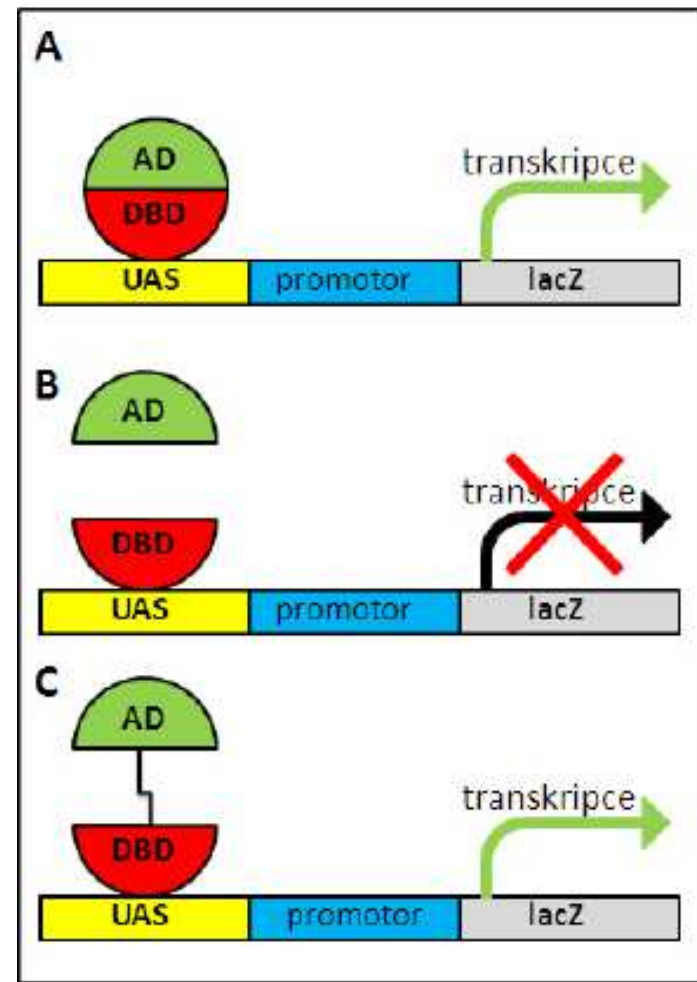 A
AD
DBD
transkripce
UAS promotor lacZ
B
AD
DBD
transkripce
UAS promotor lacZ
C
AD
DBD
transkripce
UAS promotor lacZ